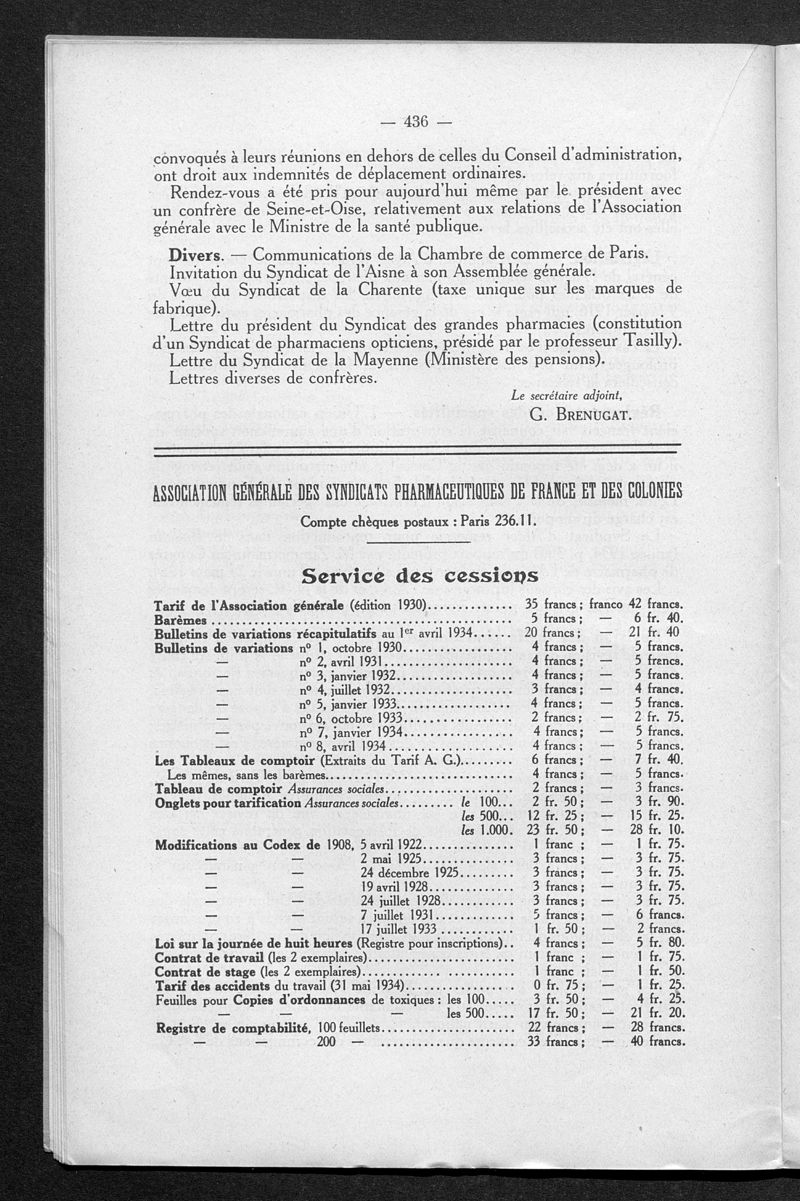 — 436 —
convoqués à leurs réunions en dehors de celles du Conseil d'administration,
ont droit aux indemnités de déplacement ordinaires.
Rendez-vous a été pris pour aujourd'hui même par le président avec
un confrère de Seine-et-Oise, relativement aux relations de l'Association
générale avec le Ministre de la santé publique.
Divers. — Communications de la Chambre de commerce de Paris.
Invitation du Syndicat de l'Aisne à son Assemblée générale.
Vœu du Syndicat de la Charente (taxe unique sur les marques de
fabrique).
Lettre du président du Syndicat des grandes pharmacies (constitution
d'un Syndicat de pharmaciens opticiens, présidé par le professeur Tasilly).
Lettre du Syndicat de la Mayenne (Ministère des pensions).
Lettres diverses de confrères.
Le secrétaire adjoint,
G. BRENUGAT.
ASSOCIATION GÉNÉRALE DES SYNDICATS PHARMACEUTIQUES DE FRANCE ET DES COLONIES
Compte chèques postaux : Paris 236.11.
Service des cessions
Tarif de l'Association générale (édition 1930).............. 35 francs ; franco 42 francs.
Barèmes ................................................ 5 francs ; — 6 fr. 40.
Bulletins de variations récapitulatifs au 1er avril 1934...... 20 francs ; — 21 fr. 40
Bulletins de variations n° 1, octobre 1930.................. 4 francs ; — 5 francs.
— n° 2, avril 1931..................... 4 francs ; — 5 frencs.
— n° 3, janvier 1932................... 4 francs ; — 5 francs.
— n° 4, juillet 1932.................... 3 francs ; — 4 francs.
— n° 5, janvier 1933................... 4 francs ; — 5 francs.
— n° 6, octobre 1933.................. 2 francs ; — 2 fr. 75.
— n° 7, janvier 1934.................. 4 francs ; — 5 francs.
— n° 8, avril 1934.................... 4 francs : — 5 francs.
Les Tableaux de comptoir (Extraits du Tarif A. G.)......... 6 francs ; — 7 fr. 40.
Les mêmes, sans les barèmes............................... 4 francs ; — 5 francs.
Tableau de comptoir Assurances sociales..................... 2 francs ; — 3 francs.
Onglets pour tarification Assurances sociales......... le 100... 2 fr. 50 ; — 3 fr. 90.
les 500... 12 fr. 25 ; — 15 fr. 25.
les 1.000. 23 fr. 50 ; — 28 fr. 10.
Modifications au Codex de 1908, 5 avril 1922............... 1 franc ; — 1 fr. 75.
— — 2 mai 1925............... 3 francs ; — 3 fr. 75.
— — 24 décembre 1925......... 3 francs ; — 3 fr. 75.
— — 19 avril 1928.............. 3 francs ; — 3 fr. 75.
— — 24 juillet 1928............ 3 francs ; — 3 fr. 75.
— — 7 juillet 1931............. 5 francs ; — 6 francs.
— — 17 juillet 1933 ............ 1 fr. 50 ; — 2 francs.
Loi sur la journée de huit heures (Registre pour inscriptions).. 4 francs ; — 5 fr. 80.
Contrat de travail (les 2 exemplaires)........................ 1 franc ; — 1 fr. 75.
Contrat de stage (les 2 exemplaires)......................... 1 franc ; — 1 fr. 50.
Tarif des accidents du travail (31 mai 1934).................. 0 fr. 75 ; — 1 fr. 25.
Feuilles pour Copies d'ordonnances de toxiques : les 100..... 3 fr. 50 ; — 4 fr. 25.
— — — les 500..... 17 fr. 50 ; — 21 fr. 20.
Registre de comptabilité, 100 feuillets...................... 22 francs ; — 28 francs.
— — 200 — ...................... 33 francs ; — 40 francs.